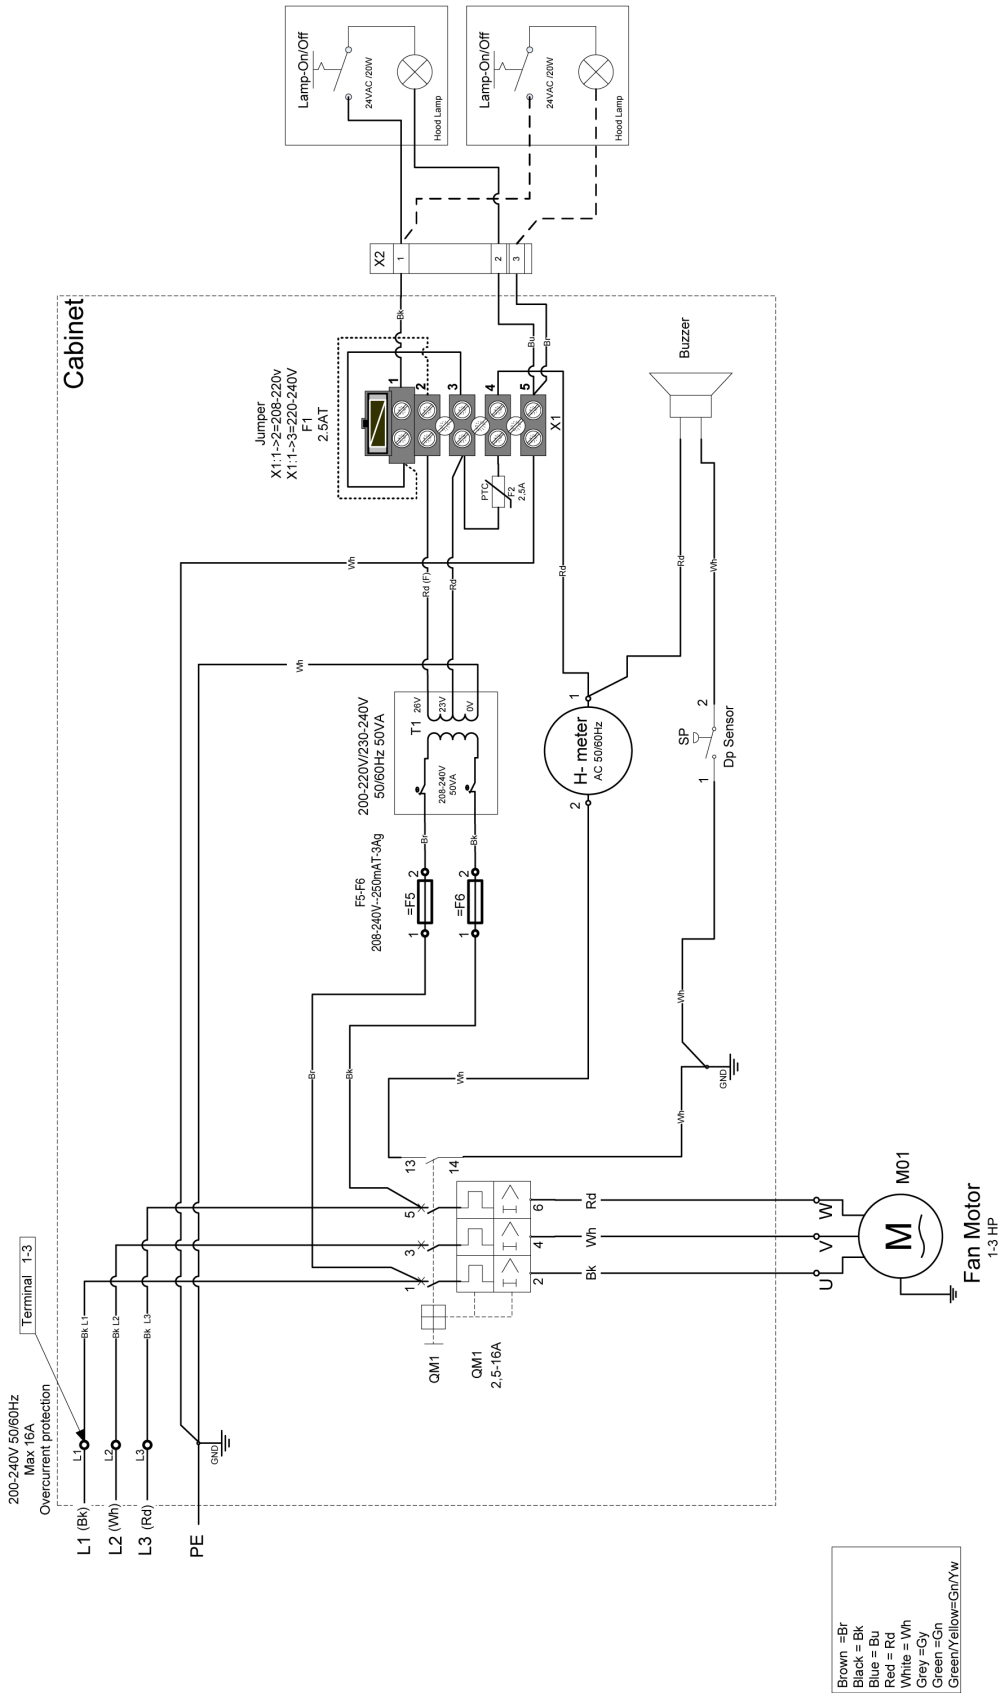 Lamp-On/Off
24VAC /20W
Hood Lamp
Lamp-On/Off
24VAC /20W
Hood Lamp
X2
1
2
3
Cabinet
Bk
Bu
Br
Jumper
X1:1->2=208-220v
X1:1->3=220-240V
F1
2.5AT
1
2
3
4
5
X1
PTC
F2
2,5A
Buzzer
Wh
Rd (F)
Rd
Rd
Rd
Wh
Wh
200-220V/230-240V
50/60Hz 50VA
T1
26V
23V
0V
208-240V
50VA
1
H- meter
AC 50/60Hz
2
2
SP
Dp Sensor
1
Br
Bk
F5-F6
208-240V--250mAT-3Ag
2
=F5
1
2
=F6
1
Br
Bk
Wh
Wh
Wh
GND
13
14
5
3
1
6
4
2
Rd
Wh
Bk
QM1
QM1
2,5-16A
W
V
U
M01
M
Fan Motor
1-3 HP
Terminal 1-3
200-240V 50/60Hz
Max 16A
Overcurrent protection
Bk L1
Bk L2
Bk L3
L1
L2
L3
GND
L1 (Bk)
L2 (Wh)
L3 (Rd)
PE
Brown =Br
Black = Bk
Blue = Bu
Red = Rd
White = Wh
Grey =Gy
Green =Gn
Green/Yellow=Gn/Yw